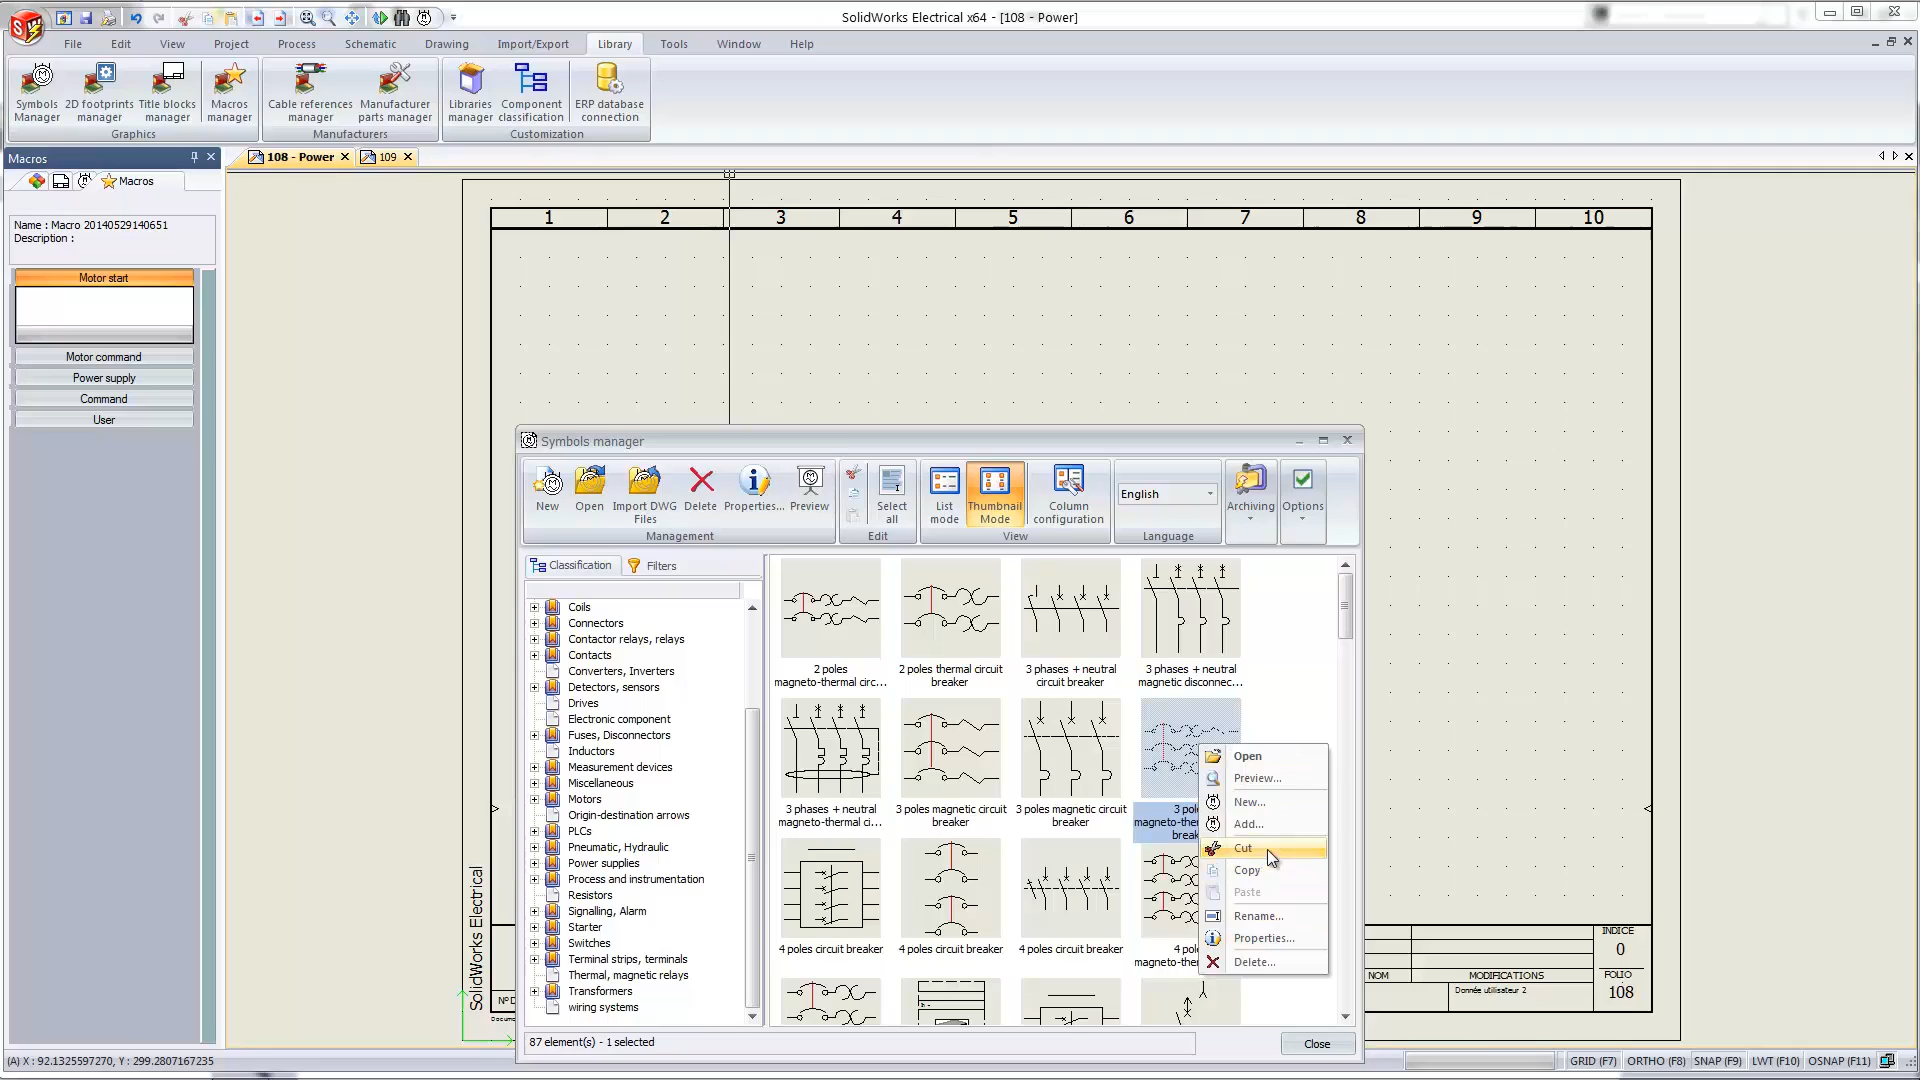 SolidWorks Electrical x64 - [108 - Power]
File Edit View Project Process Schematic Drawing Import/Export Library Tools Window Help
Symbols Manager
2D footprints manager
Title blocks manager
Macros manager
Cable references manager
Manufacturer parts manager
Libraries manager
Component classification
ERP database connection
Graphics
Manufacturers
Customization
Macros
108 - Power
109
Macros
Name : Macro 20140529140651
Description :
Motor start
Motor command
Power supply
Command
User
1 2 3 4 5 6 7 8 9 10
SolidWorks Electrical
Symbols manager
New
Open
Import DWG Files
Delete
Properties...
Preview
Select all
List mode
Thumbnail Mode
Column configuration
English
Archiving
Options
Management
Edit
View
Language
Classification
Filters
Coils
Connectors
Contactor relays, relays
Contacts
Converters, Inverters
Detectors, sensors
Drives
Electronic component
Fuses, Disconnectors
Inductors
Measurement devices
Miscellaneous
Motors
Origin-destination arrows
PLCs
Pneumatic, Hydraulic
Power supplies
Process and instrumentation
Resistors
Signalling, Alarm
Starter
Switches
Terminal strips, terminals
Thermal, magnetic relays
Transformers
wiring systems
2 poles
magneto-thermal circ...
2 poles thermal circuit
breaker
3 phases + neutral
circuit breaker
3 phases + neutral
magnetic disconnec...
3 phases + neutral
magneto-thermal ci...
3 poles magnetic circuit
breaker
3 poles magnetic circuit
breaker
3 pole
magneto-ther
break
4 poles circuit breaker
4 poles circuit breaker
4 poles circuit breaker
4 pol
magneto-ther
Open
Preview...
New...
Add...
Cut
Copy
Paste
Rename...
Properties...
Delete...
87 element(s) - 1 selected
Close
INDICE
0
NOM
MODIFICATIONS
FOLIO
Donnée utilisateur 2
108
N° D
Docume
(A) X : 92.1325597270, Y : 299.2807167235
GRID (F7) ORTHO (F8) SNAP (F9) LWT (F10) OSNAP (F11)